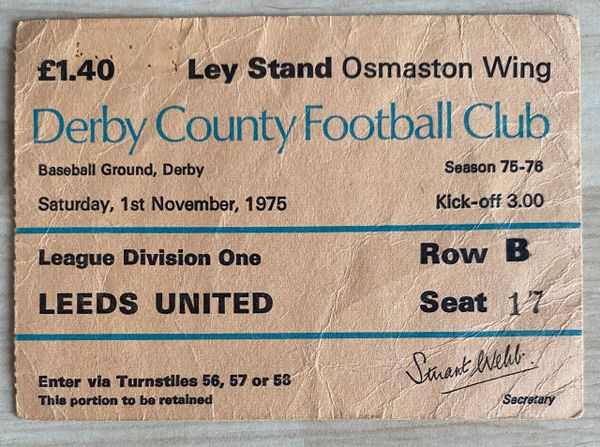 £1.40 Ley Stand Osmaston Wing
Derby County Football Club
Baseball Ground, Derby Season 75-76
Saturday, 1st November, 1975 Kick-off 3.00
League Division One Row B
LEEDS UNITED Seat 17
Stuart Webb.
Enter via Turnstiles 56, 57 or 58
This portion to be retained Secretary